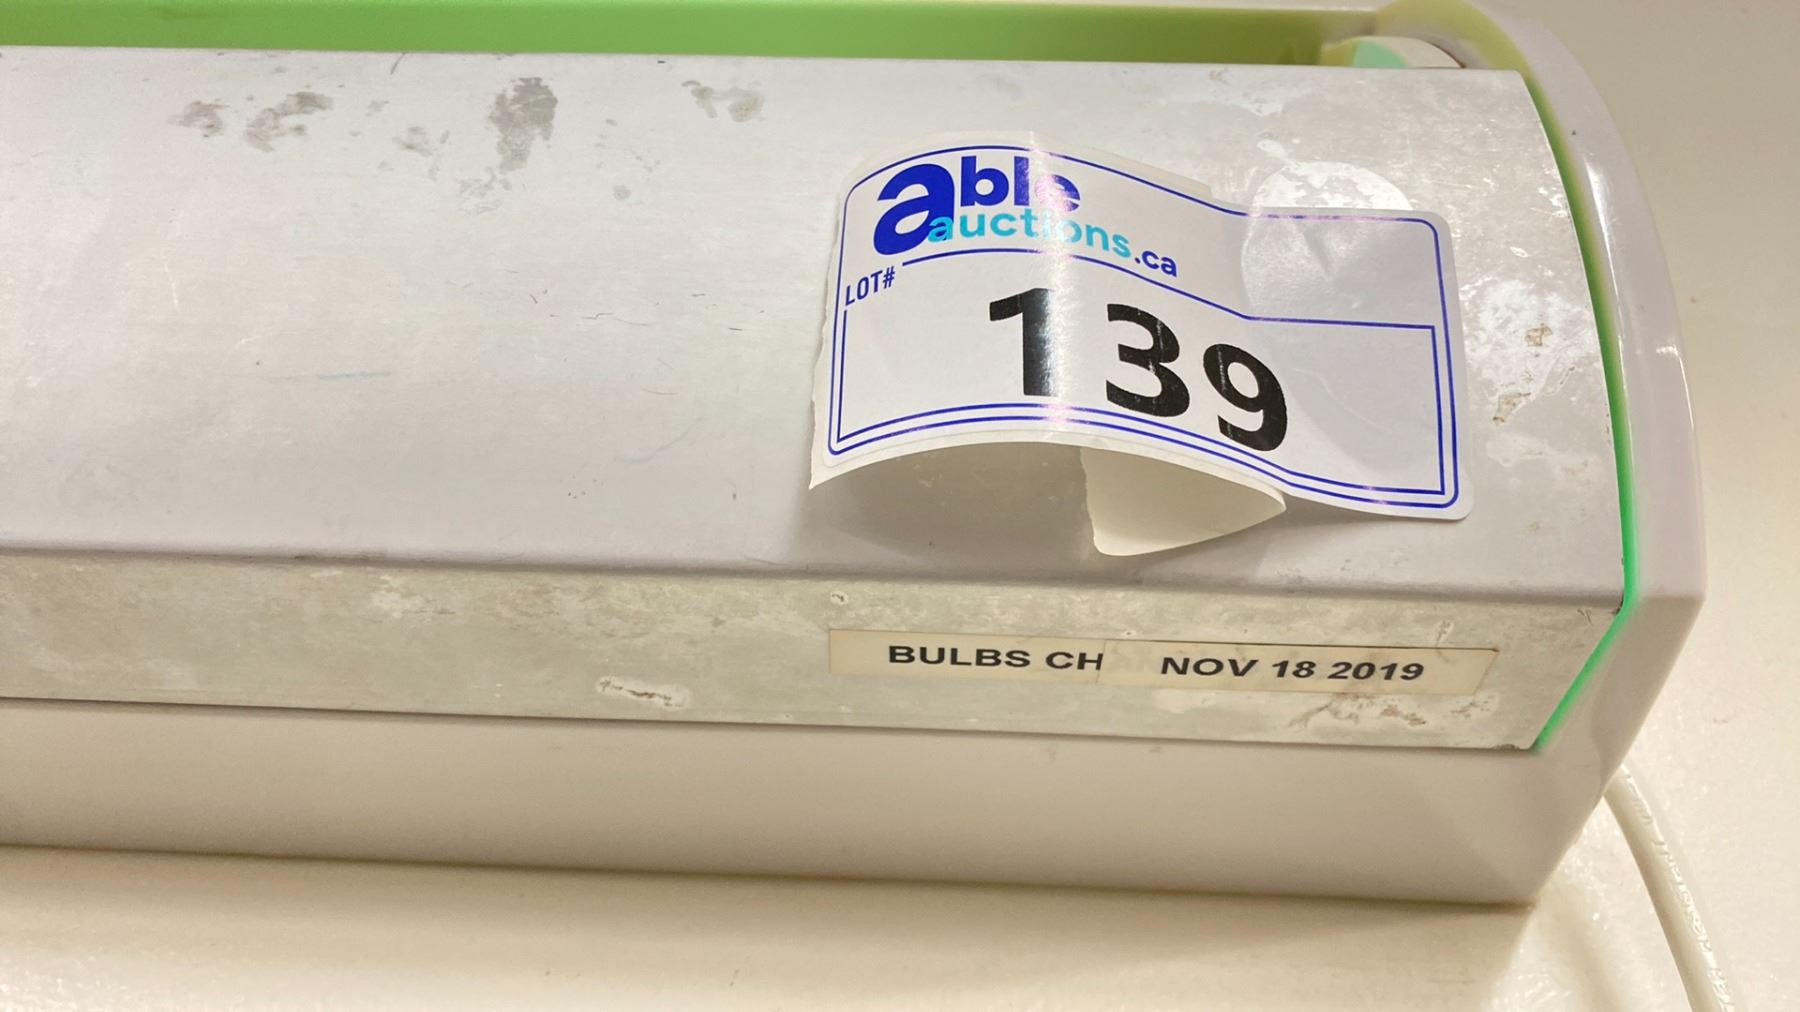 able
auctions.ca
LOT#
139
BULBS CH NOV 18 2019